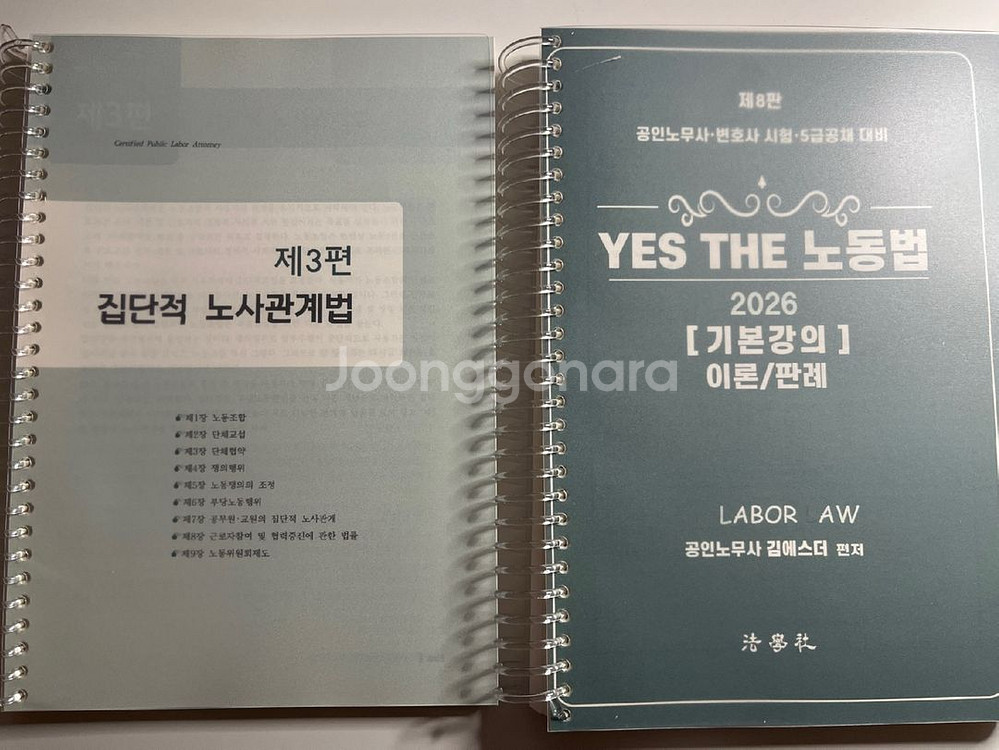 제3편
Certified Public Labor Attorney
제3편
집단적 노사관계법
제1장 노동조합
제2장 단체교섭
제3장 단체협약
제4장 쟁의행위
제5장 노동쟁의의 조정
제6장 부당노동행위
제7장 공무원·교원의 집단적 노사관계
제8장 근로자참여 및 협력증진에 관한 법률
제9장 노동위원회제도
제8판
공인노무사·변호사 시험·5급공채 대비
YES THE 노동법
2026
[기본강의]
이론/판례
LABOR AW
공인노무사 김에스더 편저
法學社
Joonggonara